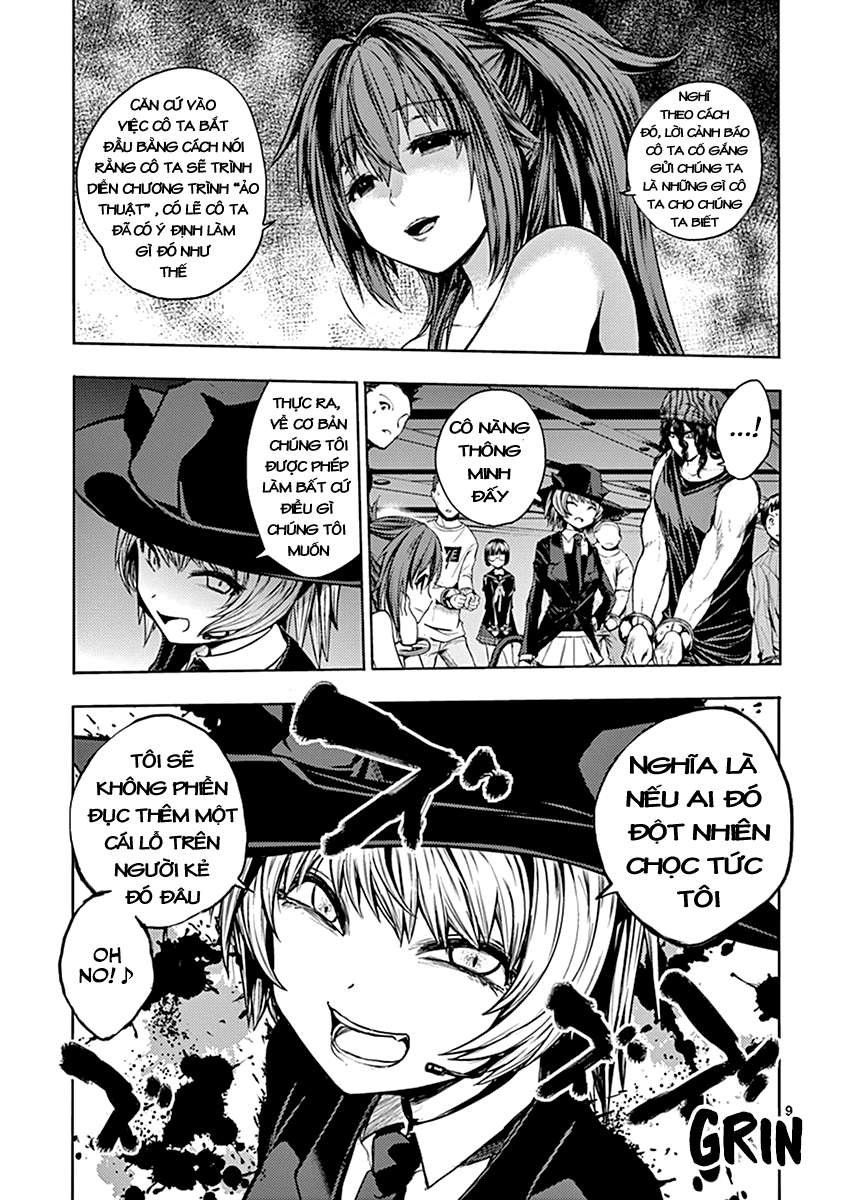 NGHĨ
THEO CÁCH
ĐÓ, LỜI CẢNH BÁO
CÔ TA CỐ GẮNG
GỬI CHÚNG TA
LÀ NHỮNG GÌ CÔ
TA CHO CHÚNG
TA BIẾT
CĂN CỨ VÀO
VIỆC CÔ TA BẮT
ĐẦU BẰNG CÁCH NÓI
RẰNG CÔ TA SẼ TRÌNH
DIỄN CHƯƠNG TRÌNH “ẢO
THUẬT” , CÓ LẼ CÔ TA
ĐÃ CÓ Ý ĐỊNH LÀM
GÌ ĐÓ NHƯ
THẾ
...!
CÔ NÀNG
THÔNG
MINH
ĐẤY
THỰC RA,
VỀ CƠ BẢN
CHÚNG TÔI
ĐƯỢC PHÉP
LÀM BẤT CỨ
ĐIỀU GÌ
CHÚNG TÔI
MUỐN
NGHĨA LÀ
NẾU AI ĐÓ
ĐỘT NHIÊN
CHỌC TỨC
TÔI
TÔI SẼ
KHÔNG PHIỀN
ĐỤC THÊM MỘT
CÁI LỖ TRÊN
NGƯỜI KẺ
ĐÓ ĐÂU
OH
NO!♪
9
GRIN